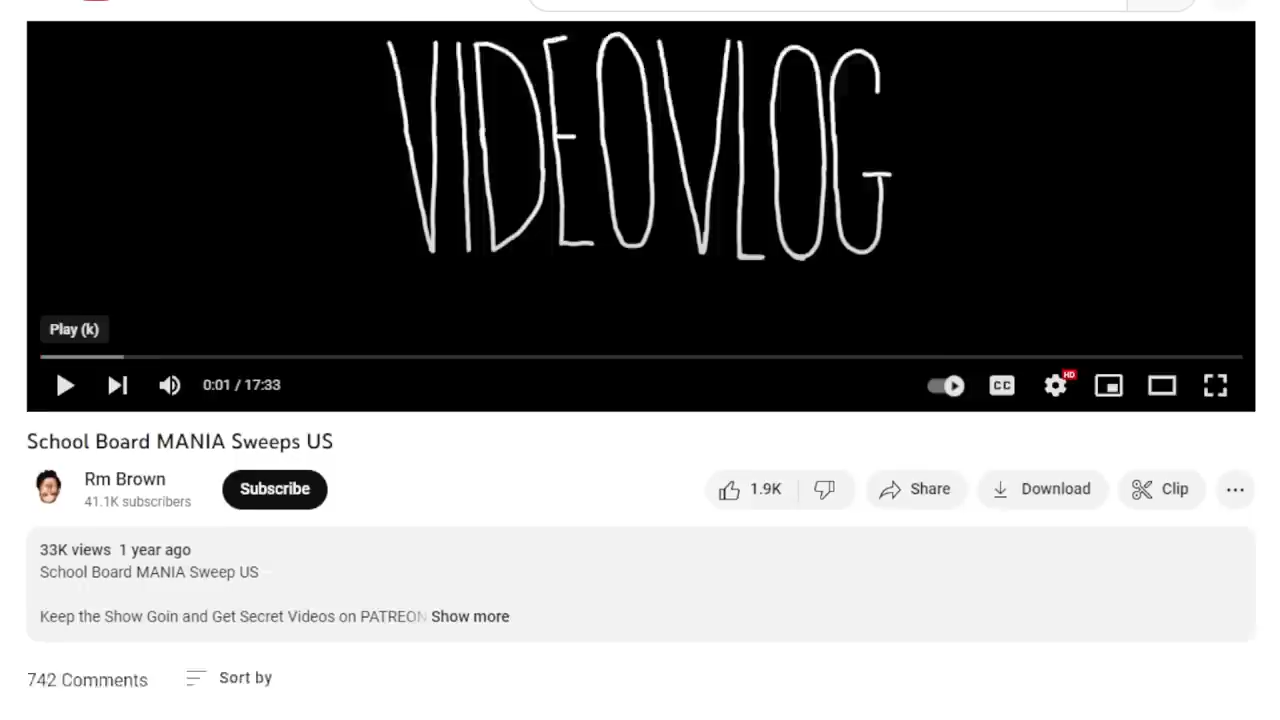 VIDEOVLOG
Play (k)
0:01 / 17:33
CC
HD
School Board MANIA Sweeps US
Rm Brown
41.1K subscribers
Subscribe
1.9K
Share
Download
Clip
33K views 1 year ago
School Board MANIA Sweep US
Keep the Show Goin and Get Secret Videos on PATREON Show more
742 Comments
Sort by